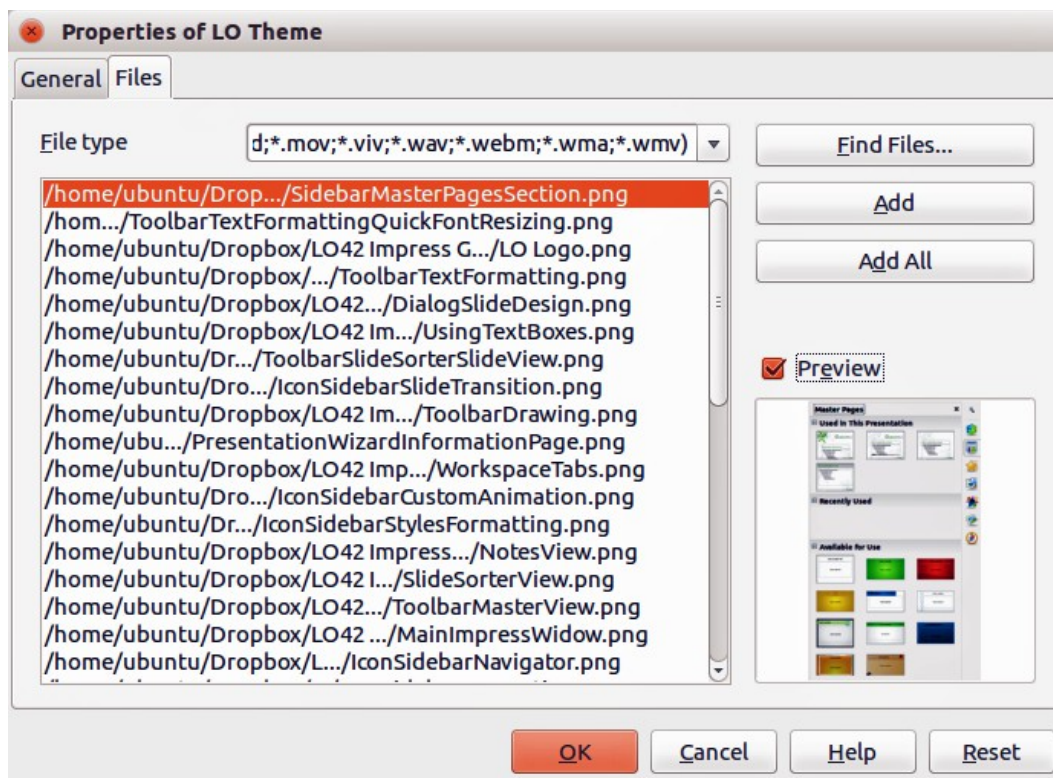 Properties of LO Theme
General Files
File type
d;*.mov;*.viv;*.wav;*.webm;*.wma;*.wmv)
Find Files...
/home/ubuntu/Drop.../SidebarMasterPagesSection.png
Add
/hom.../ToolbarTextFormattingQuickFontResizing.png
/home/ubuntu/Dropbox/LO42 Impress G.../LO Logo.png
Add All
/home/ubuntu/Dropbox/.../ToolbarTextFormatting.png
/home/ubuntu/Dropbox/LO42.../DialogSlideDesign.png
/home/ubuntu/Dropbox/LO42 Im.../UsingTextBoxes.png
/home/ubuntu/Dr.../ToolbarSlideSorterSlideView.png
Preview
/home/ubuntu/Dro.../IconSidebarSlideTransition.png
/home/ubuntu/Dropbox/LO42 Im.../ToolbarDrawing.png
/home/ubu.../PresentationWizardInformationPage.png
/home/ubuntu/Dropbox/LO42 Imp.../WorkspaceTabs.png
/home/ubuntu/Dro.../IconSidebarCustomAnimation.png
/home/ubuntu/Dr.../IconSidebarStylesFormatting.png
/home/ubuntu/Dropbox/LO42 Impress.../NotesView.png
/home/ubuntu/Dropbox/LO42 I.../SlideSorterView.png
/home/ubuntu/Dropbox/LO42.../ToolbarMasterView.png
/home/ubuntu/Dropbox/LO42 .../MainImpressWidow.png
/home/ubuntu/Dropbox/L.../IconSidebarNavigator.png
Master Pages
Used in This Presentation
Recently Used
Available for Use
OK Cancel Help Reset